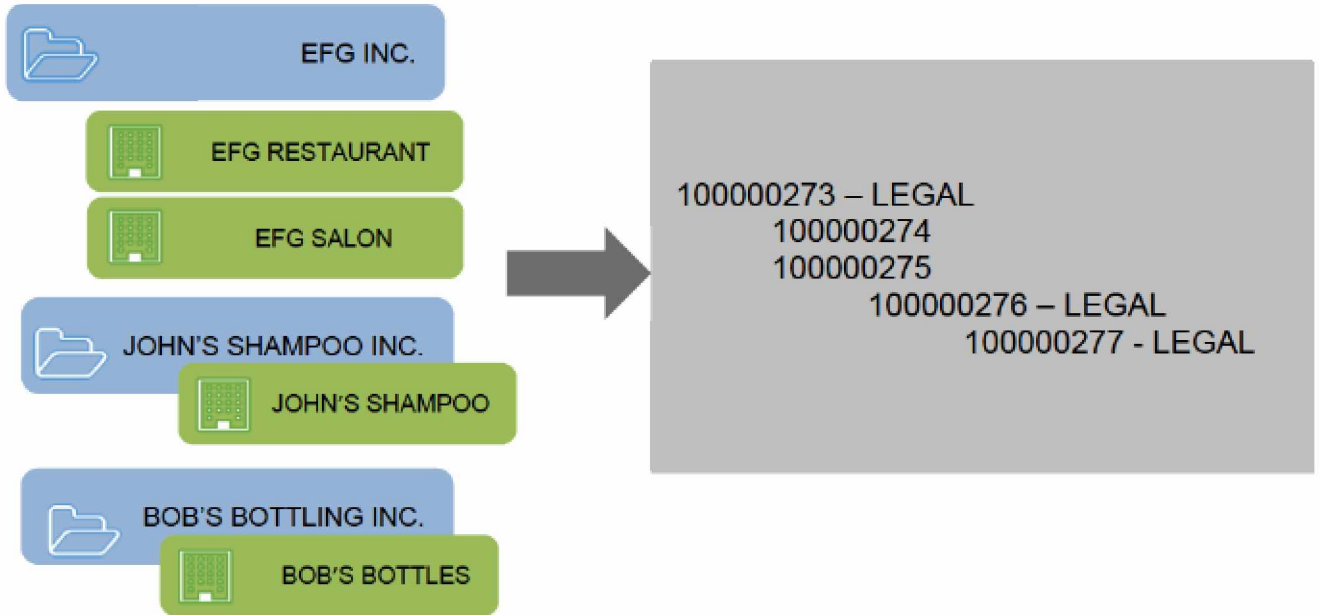 EFG INC.
EFG RESTAURANT
EFG SALON
JOHN'S SHAMPOO INC.
JOHN'S SHAMPOO
BOB'S BOTTLING INC.
BOB'S BOTTLES
100000273 – LEGAL
100000274
100000275
100000276 – LEGAL
100000277 - LEGAL